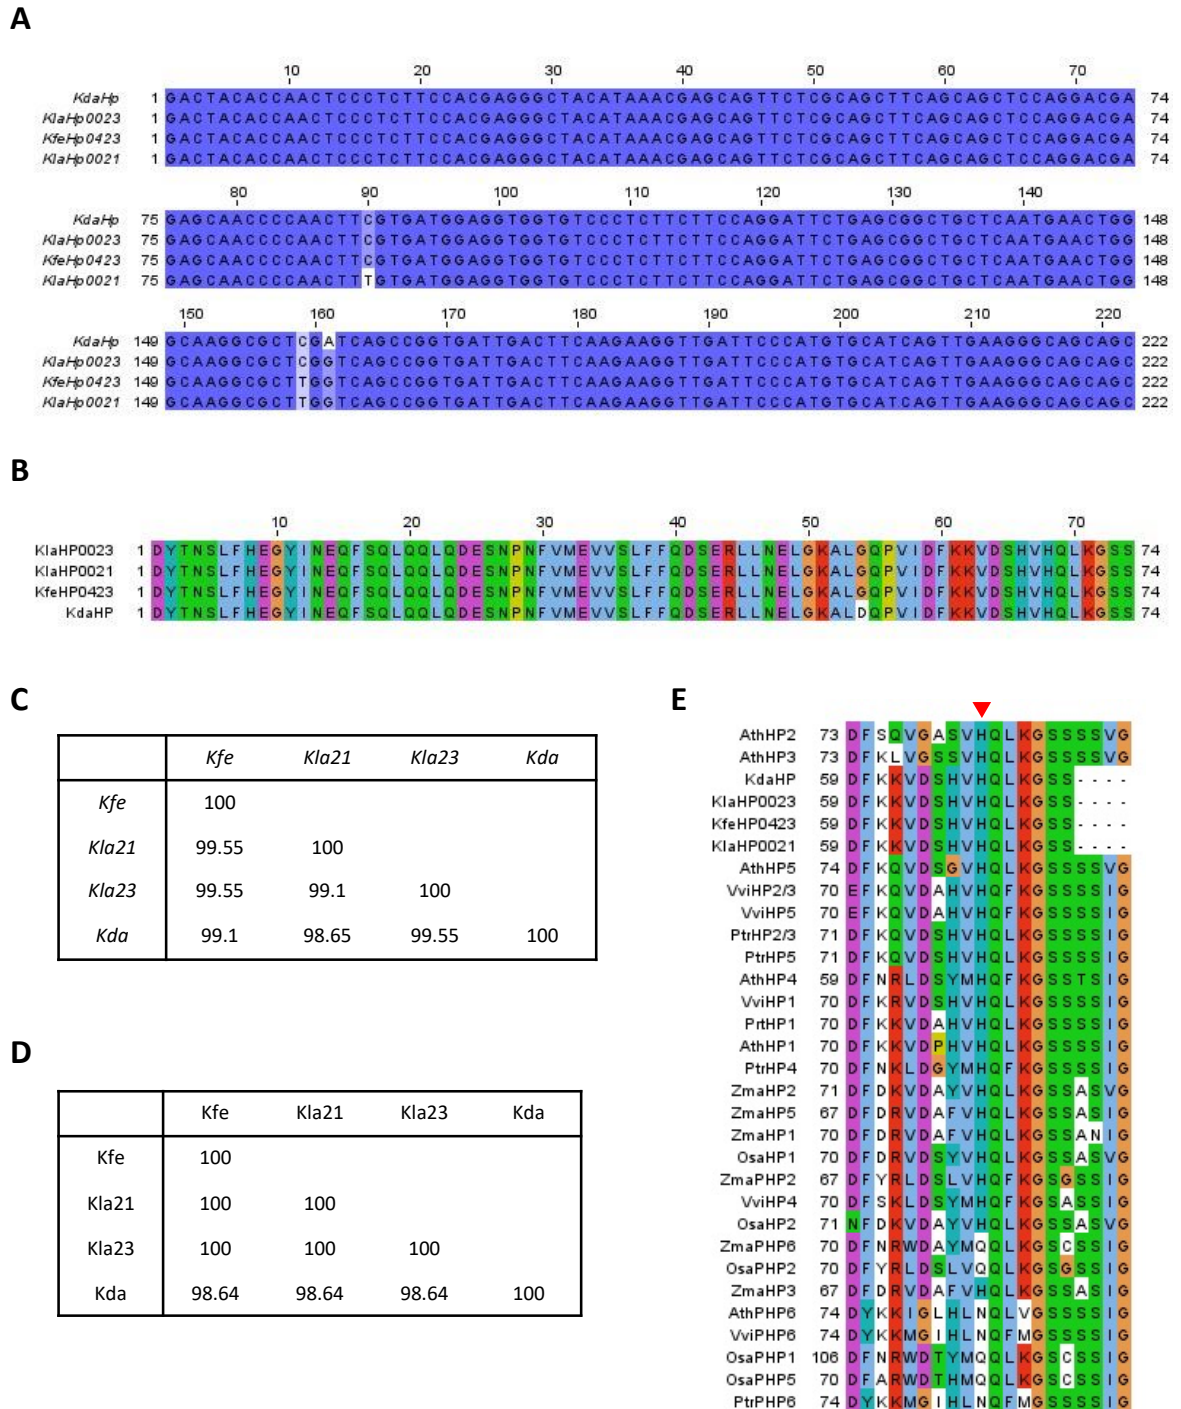 A
10 20 30 40 50 60 70
KdaHp 1 GACTACACCAACTCCCTCTTCCACGAGGGCTACATAAACGAGCAGTTCTCGCAGCTTCAGCAGCTCCAGGACGA 74
KlaHp0023 1 GACTACACCAACTCCCTCTTCCACGAGGGCTACATAAACGAGCAGTTCTCGCAGCTTCAGCAGCTCCAGGACGA 74
KfeHp0423 1 GACTACACCAACTCCCTCTTCCACGAGGGCTACATAAACGAGCAGTTCTCGCAGCTTCAGCAGCTCCAGGACGA 74
KlaHp0021 1 GACTACACCAACTCCCTCTTCCACGAGGGCTACATAAACGAGCAGTTCTCGCAGCTTCAGCAGCTCCAGGACGA 74
80 90 100 110 120 130 140
KdaHp 75 GAGCAACCCCAACTTCGTGATGGAGGTGGTGTCCCTCTTCTTCCAGGATTCTGAGCGGCTGCTCAATGAACTGG 148
KlaHp0023 75 GAGCAACCCCAACTTCGTGATGGAGGTGGTGTCCCTCTTCTTCCAGGATTCTGAGCGGCTGCTCAATGAACTGG 148
KfeHp0423 75 GAGCAACCCCAACTTCGTGATGGAGGTGGTGTCCCTCTTCTTCCAGGATTCTGAGCGGCTGCTCAATGAACTGG 148
KlaHp0021 75 GAGCAACCCCAACTTTGTGATGGAGGTGGTGTCCCTCTTCTTCCAGGATTCTGAGCGGCTGCTCAATGAACTGG 148
150 160 170 180 190 200 210 220
KdaHp 149 GCAAGGCGCTCGATCAGCCGGTGATTGACTTCAAGAAGGTTGATTCCCATGTGCATCAGTTGAAGGGCAGCAGC 222
KlaHp0023 149 GCAAGGCGCTCGGTCAGCCGGTGATTGACTTCAAGAAGGTTGATTCCCATGTGCATCAGTTGAAGGGCAGCAGC 222
KfeHp0423 149 GCAAGGCGCTTGGTCAGCCGGTGATTGACTTCAAGAAGGTTGATTCCCATGTGCATCAGTTGAAGGGCAGCAGC 222
KlaHp0021 149 GCAAGGCGCTTGGTCAGCCGGTGATTGACTTCAAGAAGGTTGATTCCCATGTGCATCAGTTGAAGGGCAGCAGC 222
B
10 20 30 40 50 60 70
KlaHP0023 1 DYTNSLFHEGYINEQFSQLQQLQDESNPNFVMEVVSLFFQDSERLLNELGKALGQPVIDFKKVDSHVHQLKGSS 74
KlaHP0021 1 DYTNSLFHEGYINEQFSQLQQLQDESNPNFVMEVVSLFFQDSERLLNELGKALGQPVIDFKKVDSHVHQLKGSS 74
KfeHP0423 1 DYTNSLFHEGYINEQFSQLQQLQDESNPNFVMEVVSLFFQDSERLLNELGKALGQPVIDFKKVDSHVHQLKGSS 74
KdaHP 1 DYTNSLFHEGYINEQFSQLQQLQDESNPNFVMEVVSLFFQDSERLLNELGKALDQPVIDFKKVDSHVHQLKGSS 74
C
Kfe Kla21 Kla23 Kda
Kfe 100
Kla21 99.55 100
Kla23 99.55 99.1 100
Kda 99.1 98.65 99.55 100
D
Kfe Kla21 Kla23 Kda
Kfe 100
Kla21 100 100
Kla23 100 100 100
Kda 98.64 98.64 98.64 100
E
AthHP2 73 DFSQVGASVHQLKGSSSSVG
AthHP3 73 DFKLVGSSVHQLKGSSSSVG
KdaHP 59 DFKKVDSHVHQLKGSS----
KlaHP0023 59 DFKKVDSHVHQLKGSS----
KfeHP0423 59 DFKKVDSHVHQLKGSS----
KlaHP0021 59 DFKKVDSHVHQLKGSS----
AthHP5 74 DFKQVDSGVHQLKGSSSSVG
VviHP2/3 70 EFKQVDAHVHQFKGSSSSIG
VviHP5 70 EFKQVDAHVHQFKGSSSSIG
PtrHP2/3 71 DFKQVDSHVHQLKGSSSSIG
PtrHP5 71 DFKQVDSHVHQLKGSSSSIG
AthHP4 59 DFNRLDSYMHQFKGSSTSIG
VviHP1 70 DFKRVDSHVHQLKGSSSSIG
PrtHP1 70 DFKKVDAHVHQLKGSSSSIG
AthHP1 70 DFKKVDPHVHQLKGSSSSIG
PtrHP4 70 DFNKLDGYMHQFKGSSSSIG
ZmaHP2 71 DFDKVDAYVHQLKGSSASVG
ZmaHP5 67 DFDRVDAFVHQLKGSSASIG
ZmaHP1 70 DFDRVDAFVHQLKGSSANIG
OsaHP1 70 DFDRVDSYVHQLKGSSASVG
ZmaPHP2 67 DFYRLDSLVHQFKGSGSSIG
VviHP4 70 DFSKLDSYMHQFKGSASSIG
OsaHP2 71 NFDKVDAYVHQLKGSSASVG
ZmaPHP6 70 DFNRWDAYMQQLKGSCSSIG
OsaPHP2 70 DFYRLDSLVQQLKGSGSSIG
ZmaHP3 67 DFDRVDAFVHQLKGSSASIG
AthPHP6 74 DYKKIGLHLNQLVGSSSSIG
VviPHP6 74 DYKKMGIHLNQFMGSSSSIG
OsaPHP1 106 DFNRWDTYMQQLKGSCSSIG
OsaPHP5 70 DFARWDTHMQQLKGSCSSIG
PtrPHP6 74 DYKKMGIHLNQFMGSSSSIG